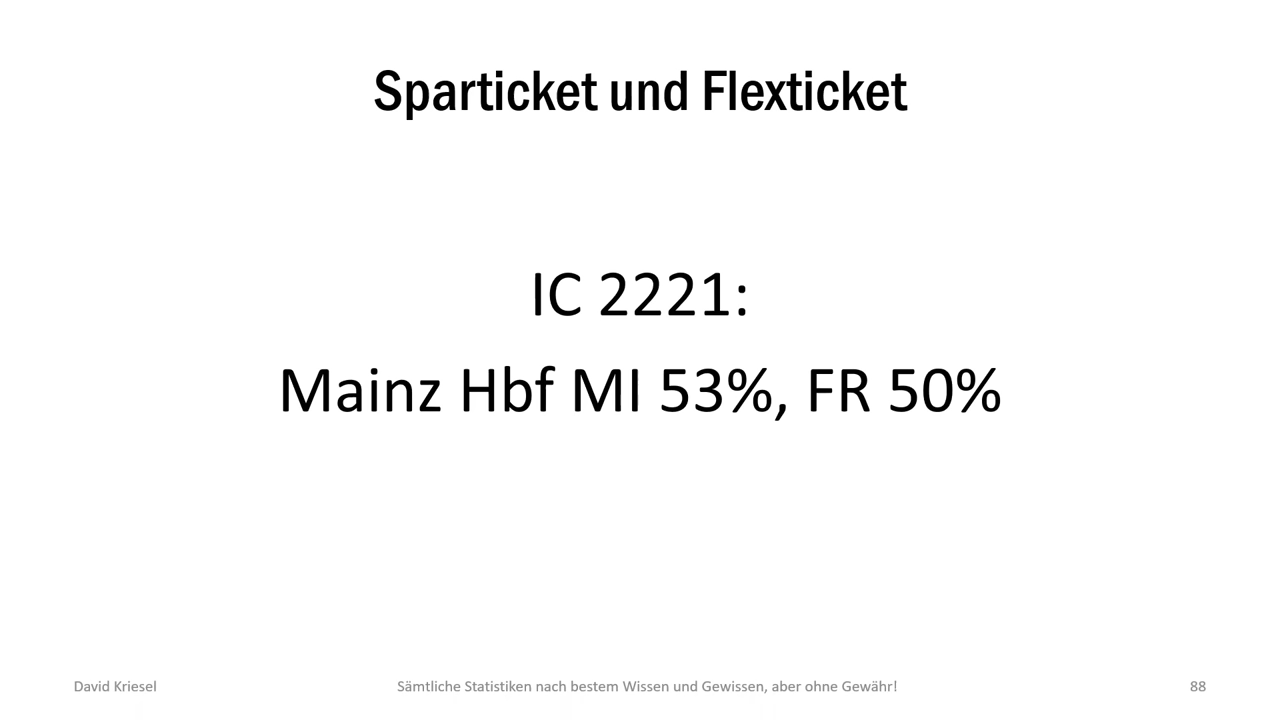 Sparticket und Flexticket
IC 2221:
Mainz Hbf MI 53%, FR 50%
David Kriesel
Sämtliche Statistiken nach bestem Wissen und Gewissen, aber ohne Gewähr!
88